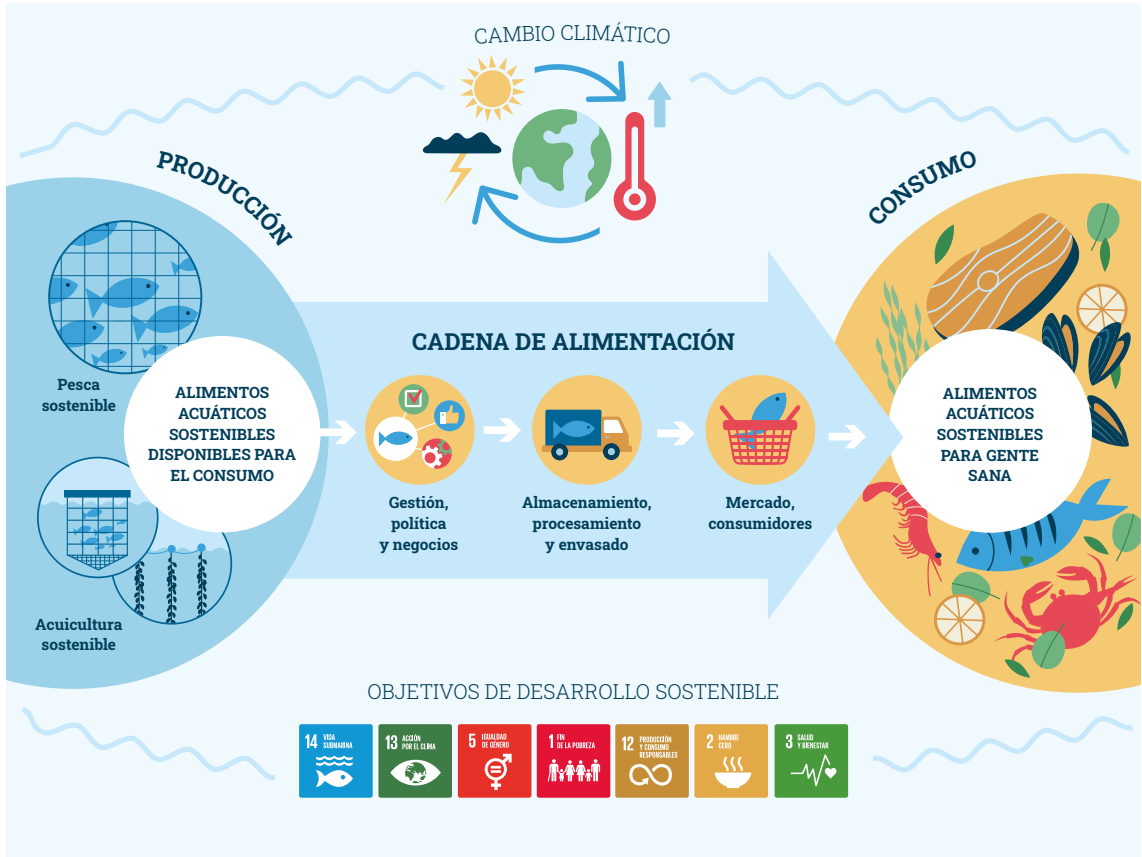 CAMBIO CLIMÁTICO
PRODUCCIÓN
CONSUMO
CADENA DE ALIMENTACIÓN
Pesca
sostenible
ALIMENTOS
ACUÁTICOS
SOSTENIBLES
DISPONIBLES PARA
EL CONSUMO
Acuicultura
sostenible
Gestión,
política
y negocios
Almacenamiento,
procesamiento
y envasado
Mercado,
consumidores
ALIMENTOS
ACUÁTICOS
SOSTENIBLES
PARA GENTE
SANA
OBJETIVOS DE DESARROLLO SOSTENIBLE
14 VIDA
SUBMARINA
13 ACCIÓN
POR EL CLIMA
5 IGUALDAD
DE GÉNERO
1 FIN
DE LA POBREZA
12 PRODUCCIÓN
Y CONSUMO
RESPONSABLES
2 HAMBRE
CERO
3 SALUD
Y BIENESTAR